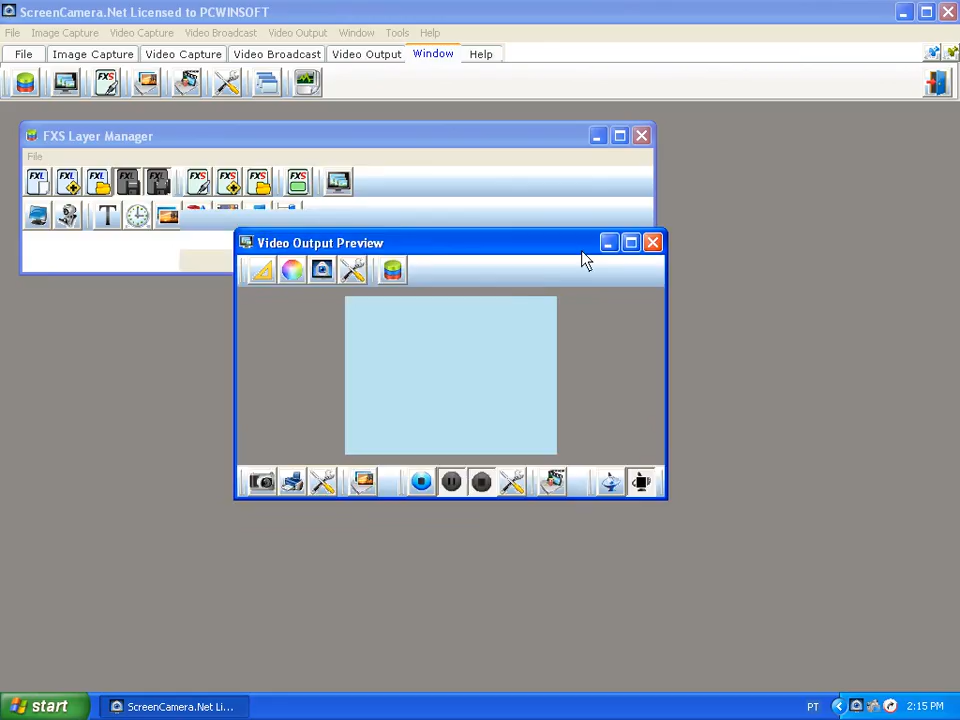 ScreenCamera.Net Licensed to PCWINSOFT
File Image Capture Video Capture Video Broadcast Video Output Window Tools Help
File Image Capture Video Capture Video Broadcast Video Output Window Help
FXS
FXS Layer Manager
File
FXL FXL FXL FXS FXS FXS FXS
T
Video Output Preview
start ScreenCamera.Net Li... PT 2:15 PM